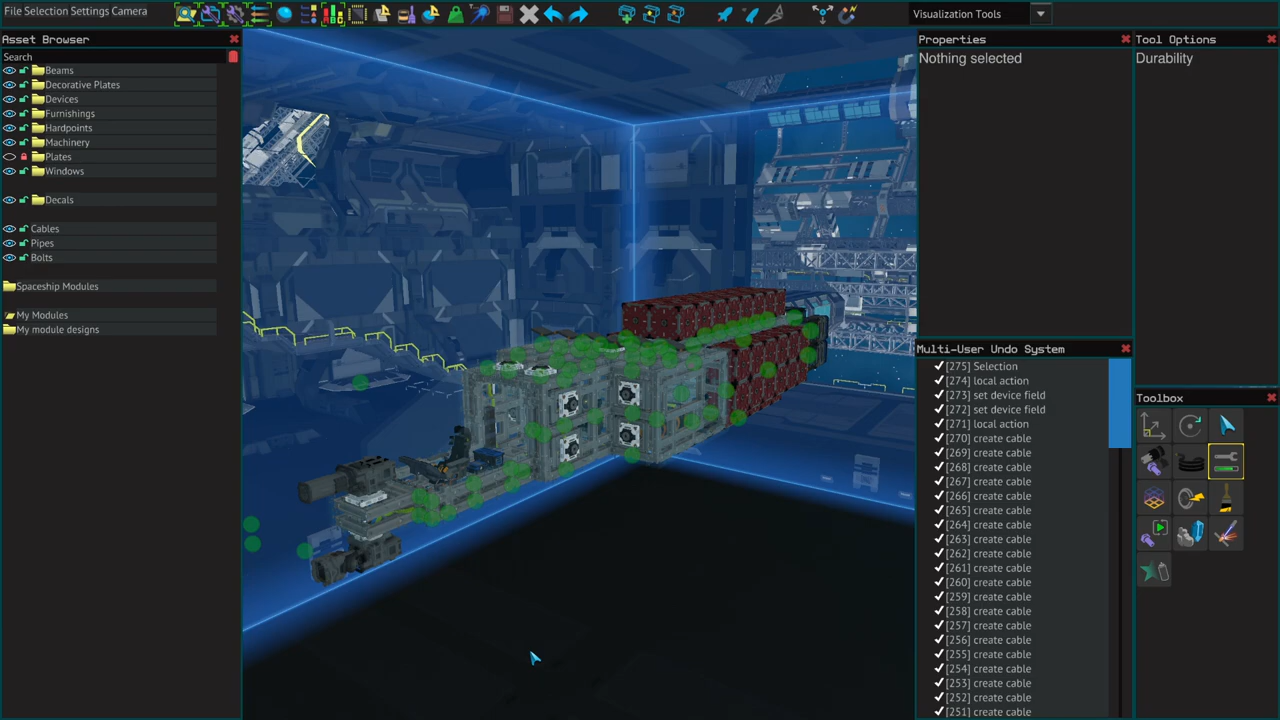 File Selection Settings Camera
Visualization Tools
Asset Browser
Search
Beams
Decorative Plates
Devices
Furnishings
Hardpoints
Machinery
Plates
Windows
Decals
Cables
Pipes
Bolts
Spaceship Modules
My Modules
My module designs
Properties
Nothing selected
Tool Options
Durability
Multi-User Undo System
[275] Selection
[274] local action
[273] set device field
[272] set device field
[271] local action
[270] create cable
[269] create cable
[268] create cable
[267] create cable
[266] create cable
[265] create cable
[264] create cable
[263] create cable
[262] create cable
[261] create cable
[260] create cable
[259] create cable
[258] create cable
[257] create cable
[256] create cable
[255] create cable
[254] create cable
[253] create cable
[252] create cable
[251] create cable
Toolbox